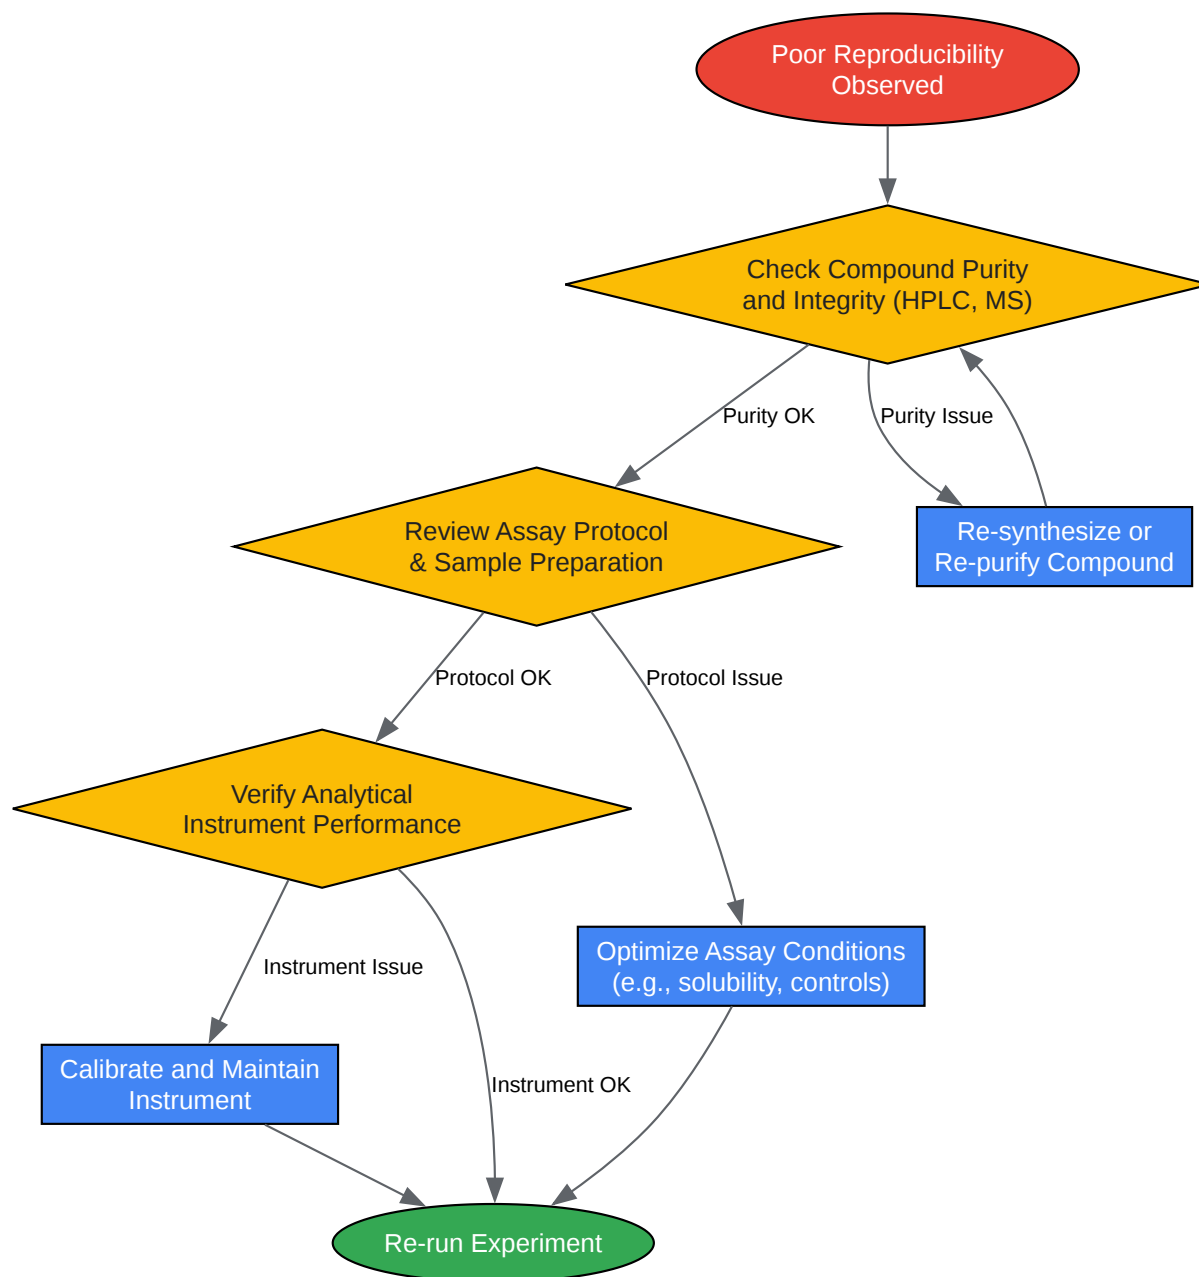 Poor Reproducibility
Observed
Check Compound Purity
and Integrity (HPLC, MS)
Purity OK
Purity Issue
Review Assay Protocol
& Sample Preparation
Re-synthesize or
Re-purify Compound
Protocol OK
Protocol Issue
Verify Analytical
Instrument Performance
Optimize Assay Conditions
(e.g., solubility, controls)
Instrument Issue
Calibrate and Maintain
Instrument
Instrument OK
Re-run Experiment